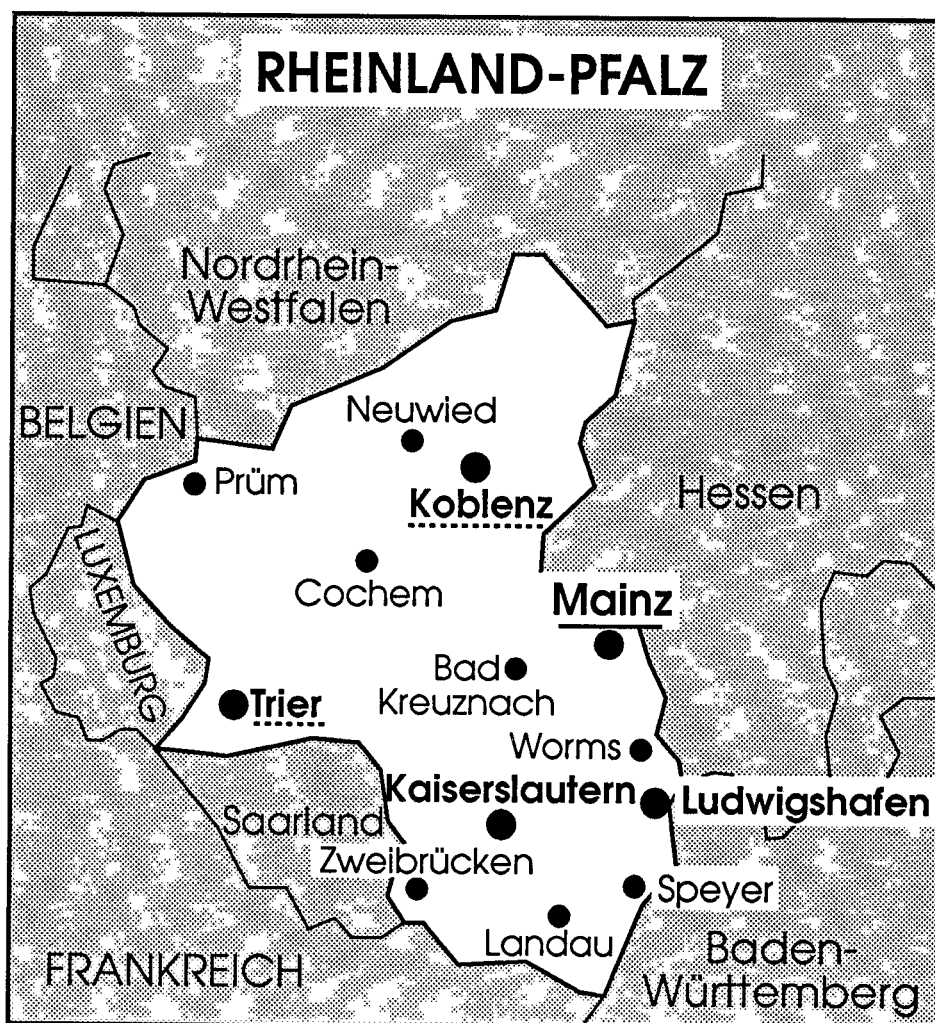 RHEINLAND-PFALZ
Nordrhein-
Westfalen
BELGIEN
Neuwied
Prüm
Koblenz
Hessen
LUXEMBURG
Cochem
Mainz
Bad
Kreuznach
Trier
Worms
Kaiserslautern
Ludwigshafen
Saarland
Zweibrücken
Speyer
Landau
FRANKREICH
Baden-
Württemberg